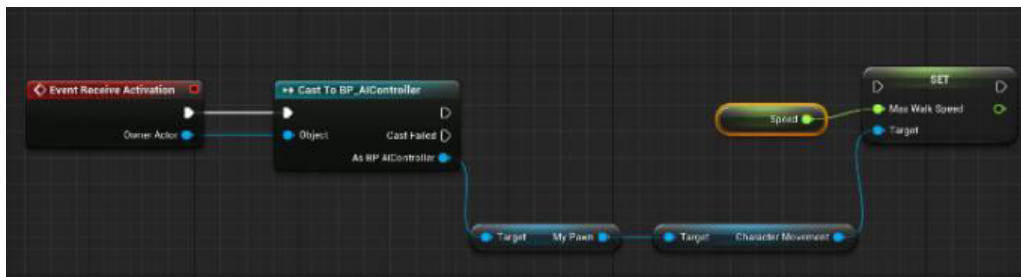 Event Receive Activation
Owner Actor
Cast To BP_AIController
Object
Cast Failed
As BP AIController
Target
My Pawn
Target
Character Movement
Speed
SET
Max Walk Speed
Target